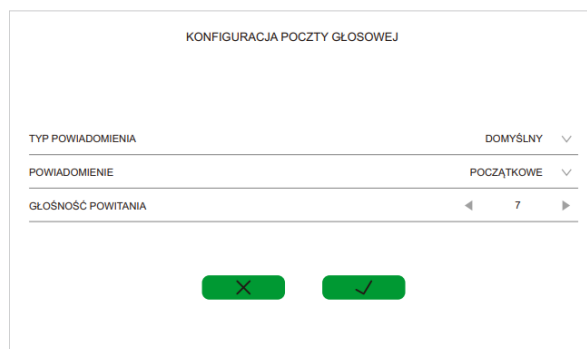 KONFIGURACJA POCZTY GŁOSOWEJ
TYP POWIADOMIENIA DOMYŚLNY
POWIADOMIENIE POCZĄTKOWE
GŁOŚNOŚĆ POWITANIA 7